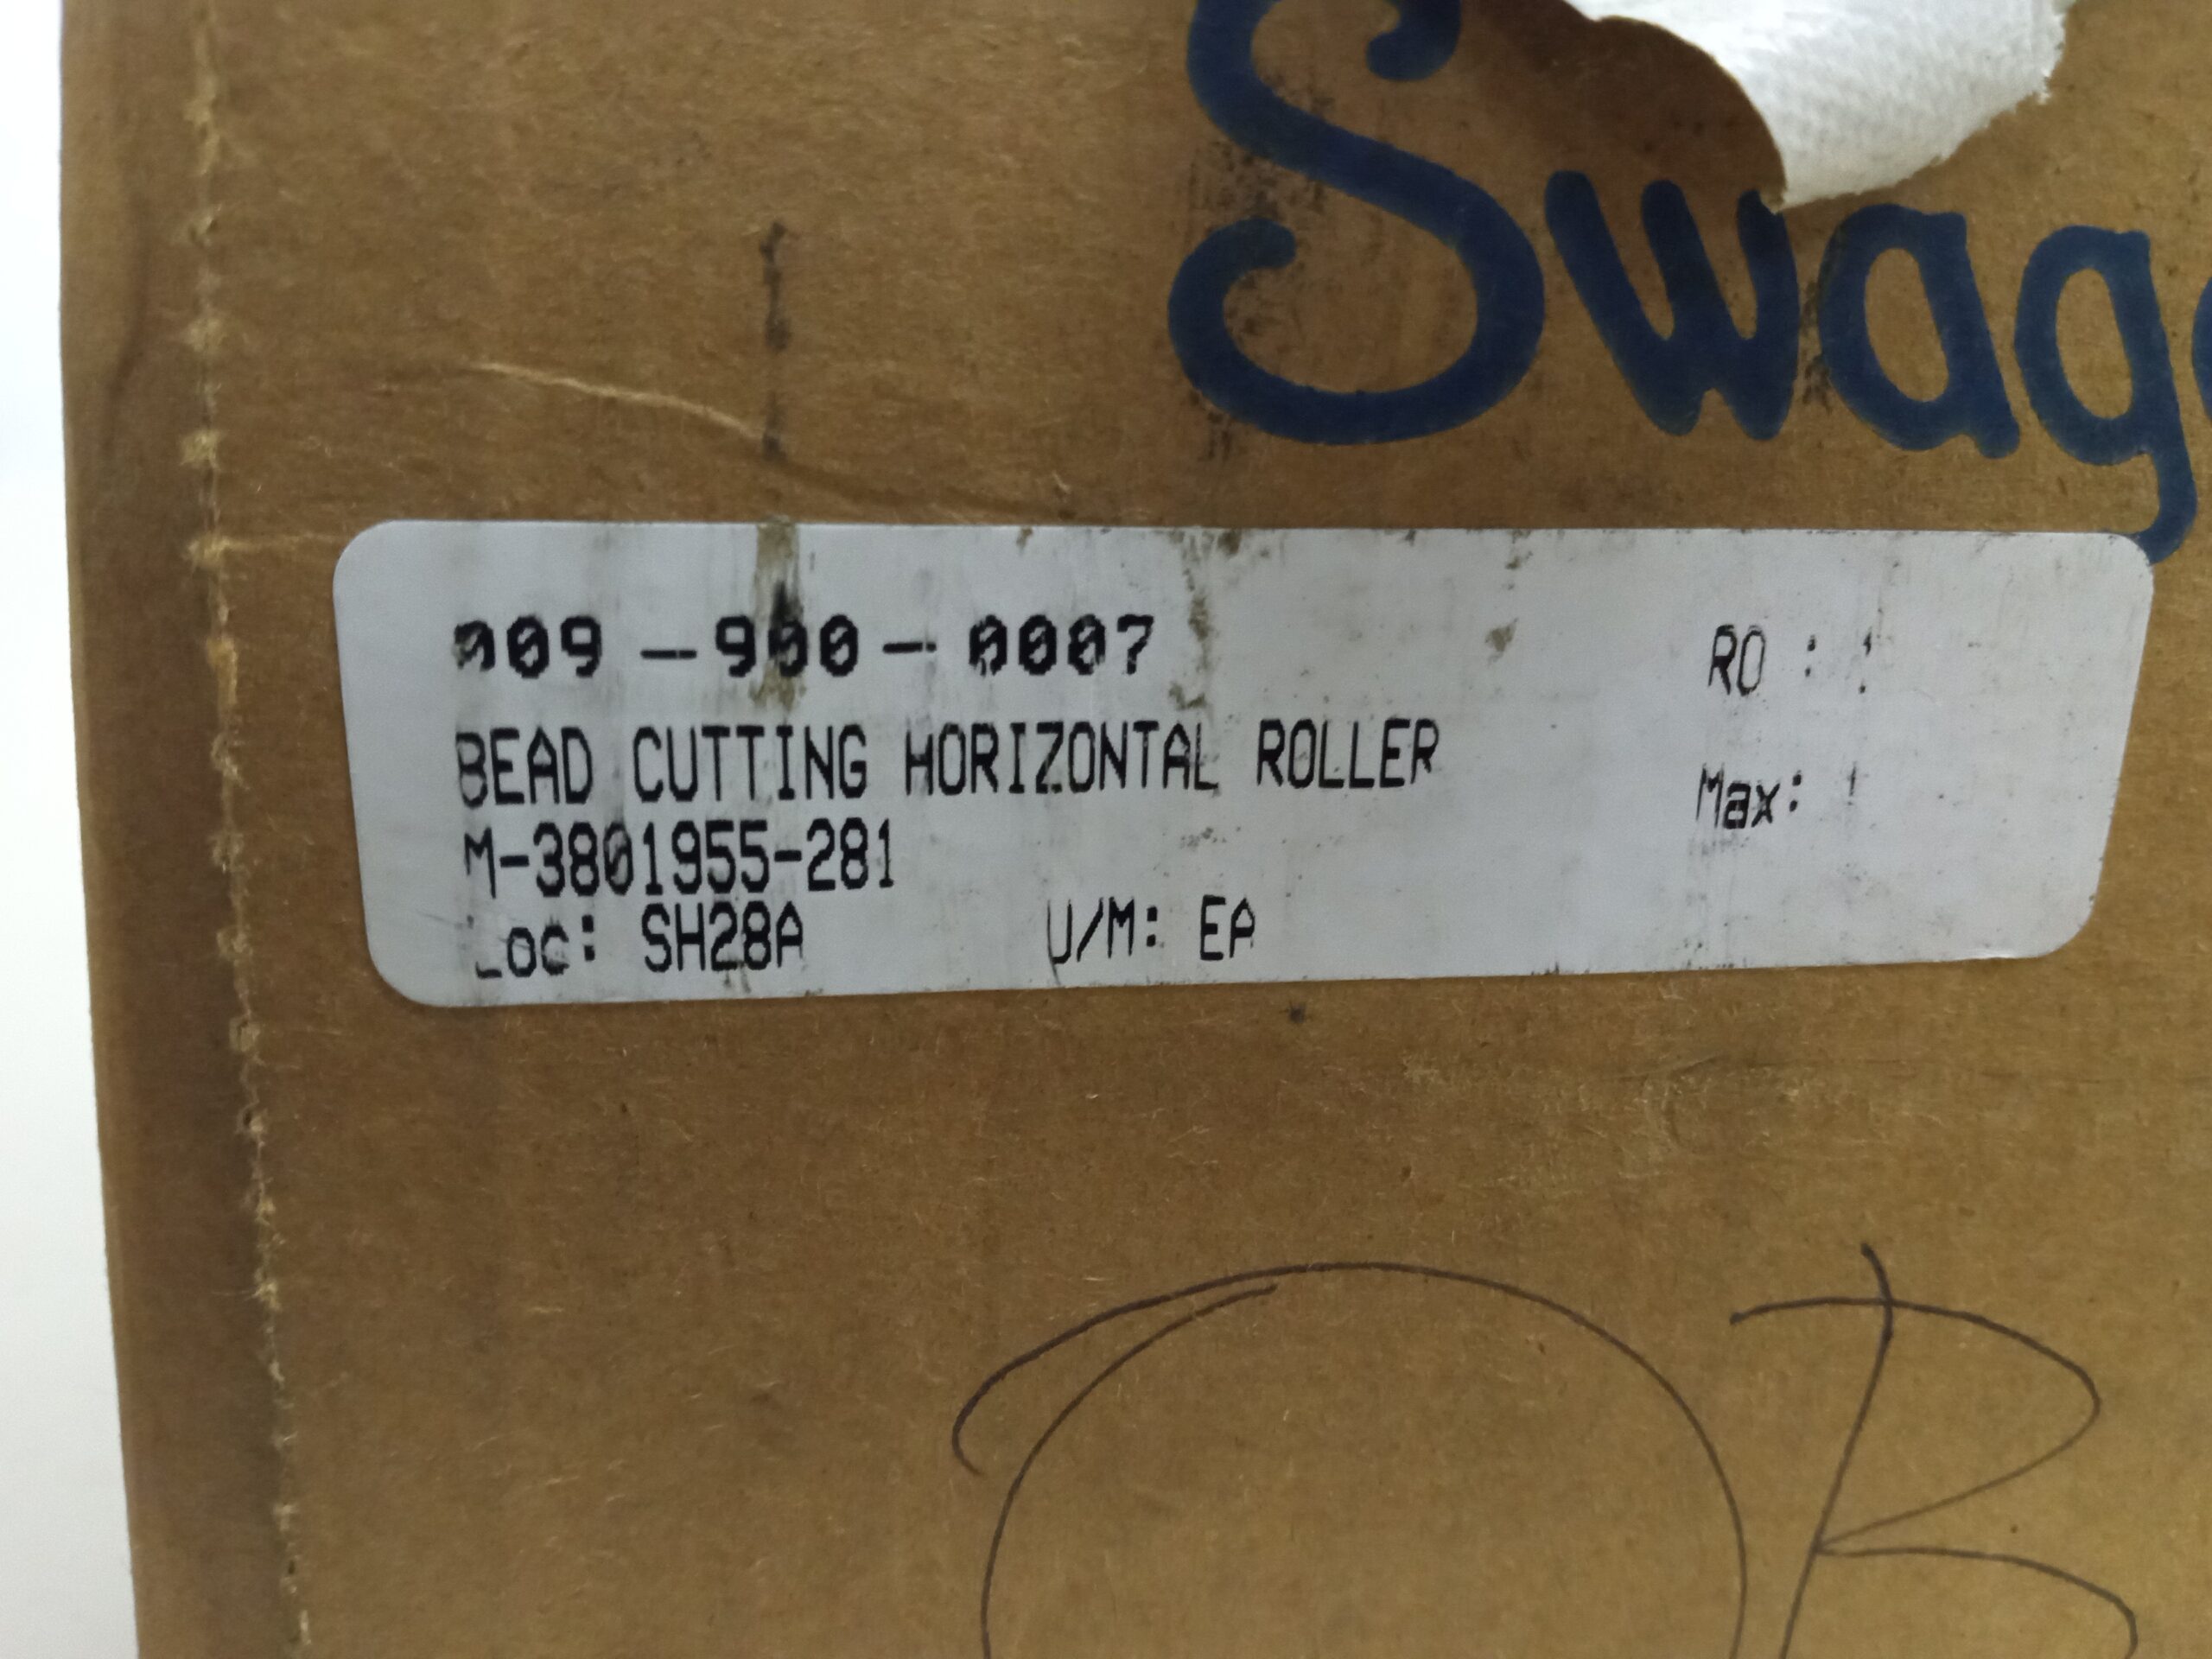 Swag
009-900-0007
RO :
BEAD CUTTING HORIZONTAL ROLLER
Max:
M-3801955-281
Loc: SH28A U/M: EA